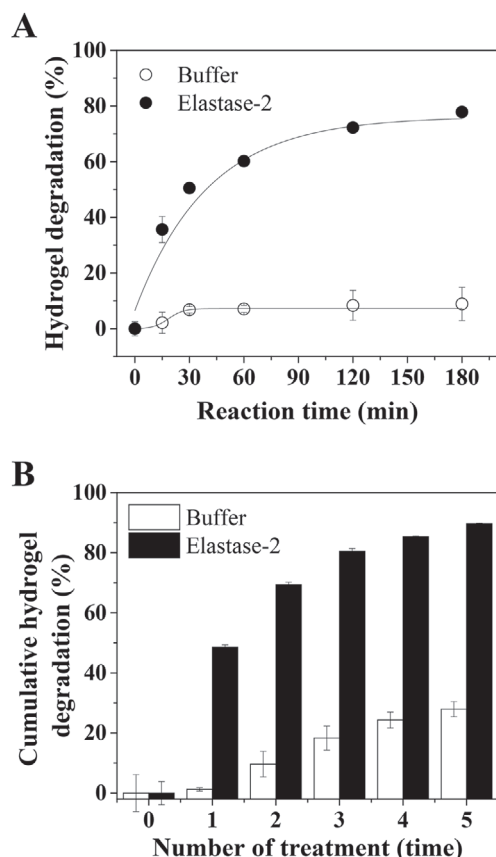 A
Hydrogel degradation (%)
100
80
60
40
20
0
Buffer
Elastase-2
0 30 60 90 120 150 180
Reaction time (min)
B
Cumulative hydrogel
degradation (%)
100
80
60
40
20
0
Buffer
Elastase-2
0 1 2 3 4 5
Number of treatment (time)